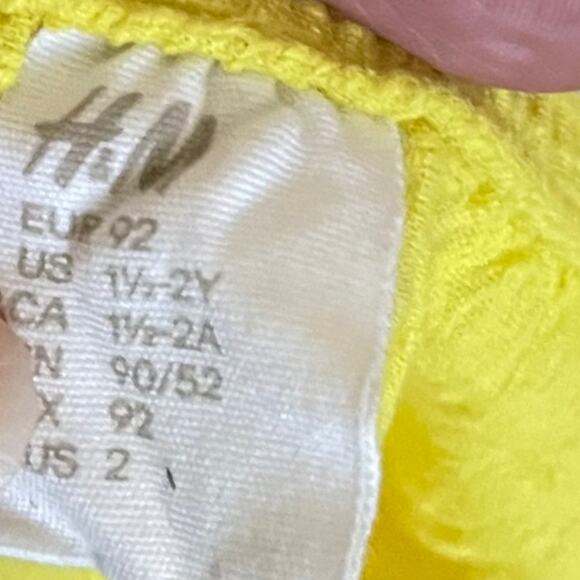 H&M
EUR 92
US 1½-2Y
CA 1½-2A
N 90/52
X 92
US 2